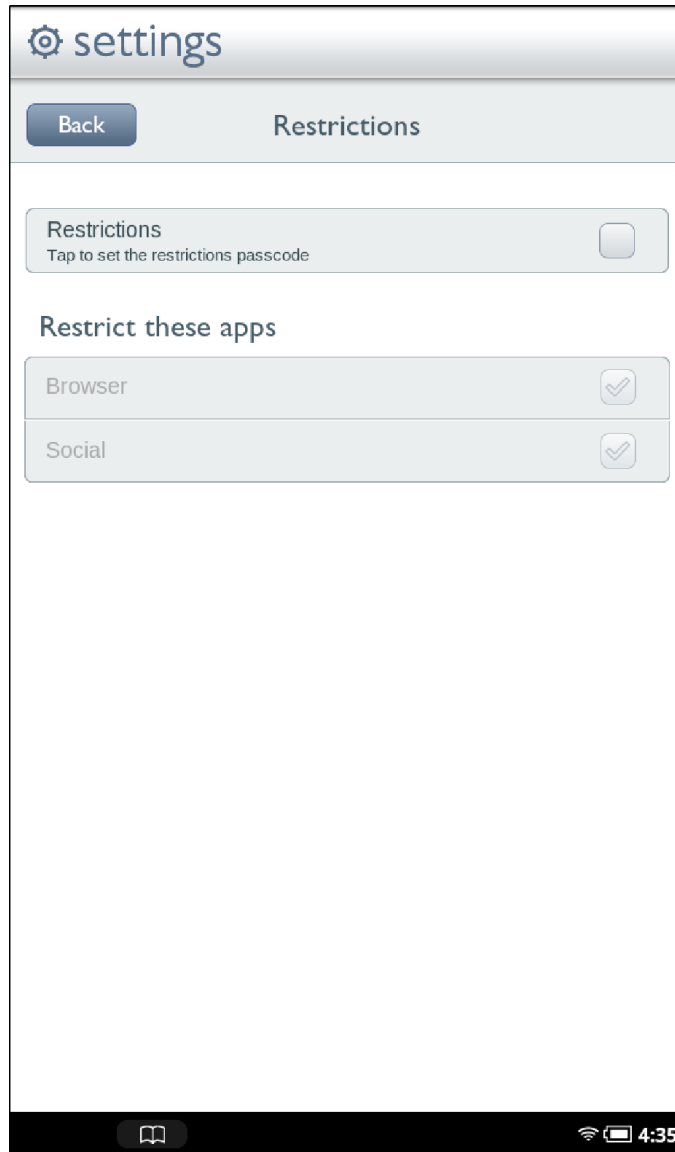 settings
Back
Restrictions
Restrictions
Tap to set the restrictions passcode
Restrict these apps
Browser
Social
4:35